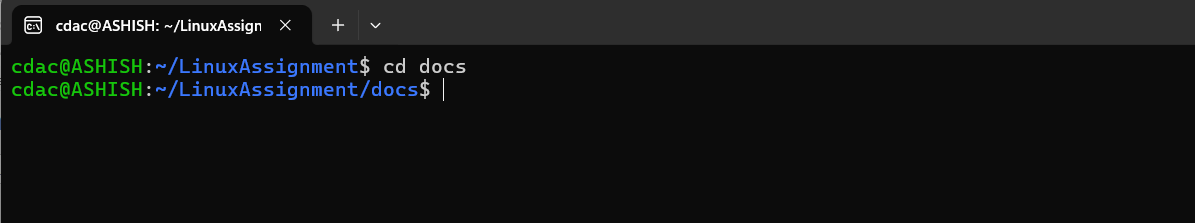 cdac@ASHISH: ~/LinuxAssign
cdac@ASHISH:~/LinuxAssignment$ cd docs
cdac@ASHISH:~/LinuxAssignment/docs$